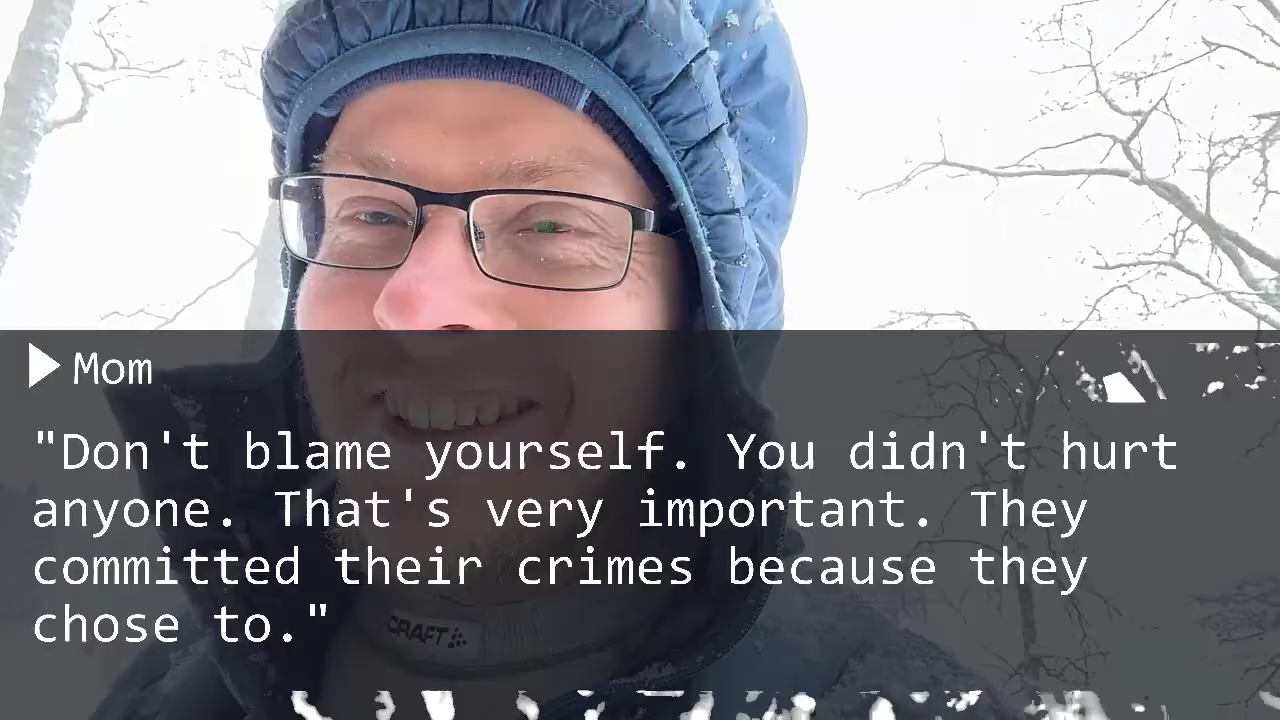 Mom
"Don't blame yourself. You didn't hurt
anyone. That's very important. They
committed their crimes because they
chose to."
CRAFT